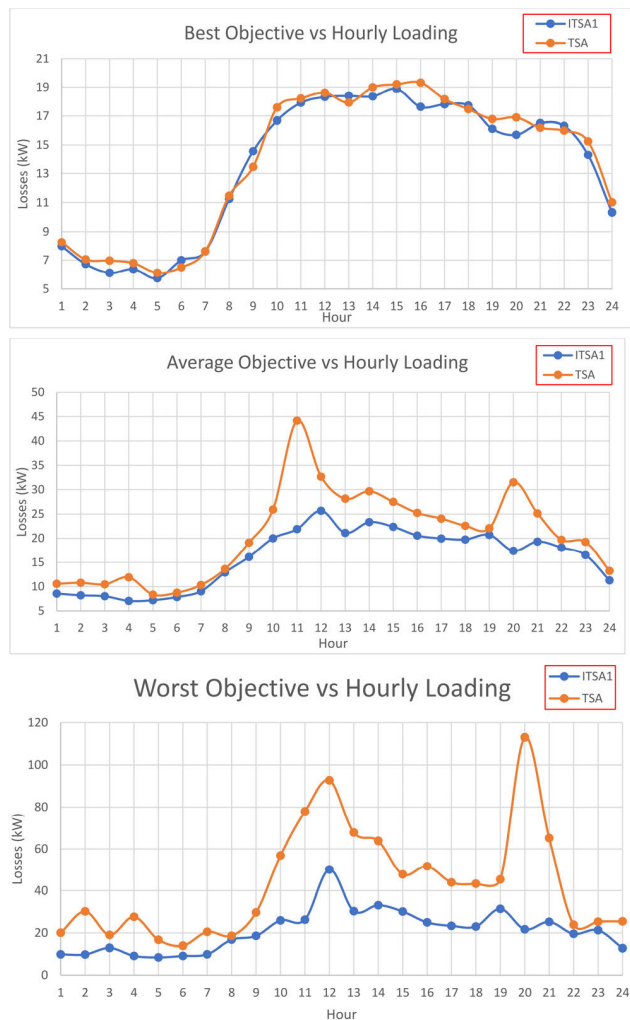 Best Objective vs Hourly Loading
ITSA1
TSA
21
19
17
15
13
11
9
7
5
Losses (kW)
1 2 3 4 5 6 7 8 9 10 11 12 13 14 15 16 17 18 19 20 21 22 23 24
Hour
Average Objective vs Hourly Loading
ITSA1
TSA
50
45
40
35
30
25
20
15
10
5
Losses (kW)
1 2 3 4 5 6 7 8 9 10 11 12 13 14 15 16 17 18 19 20 21 22 23 24
Hour
Worst Objective vs Hourly Loading
ITSA1
TSA
120
100
80
60
40
20
0
Losses (kW)
1 2 3 4 5 6 7 8 9 10 11 12 13 14 15 16 17 18 19 20 21 22 23 24
Hour